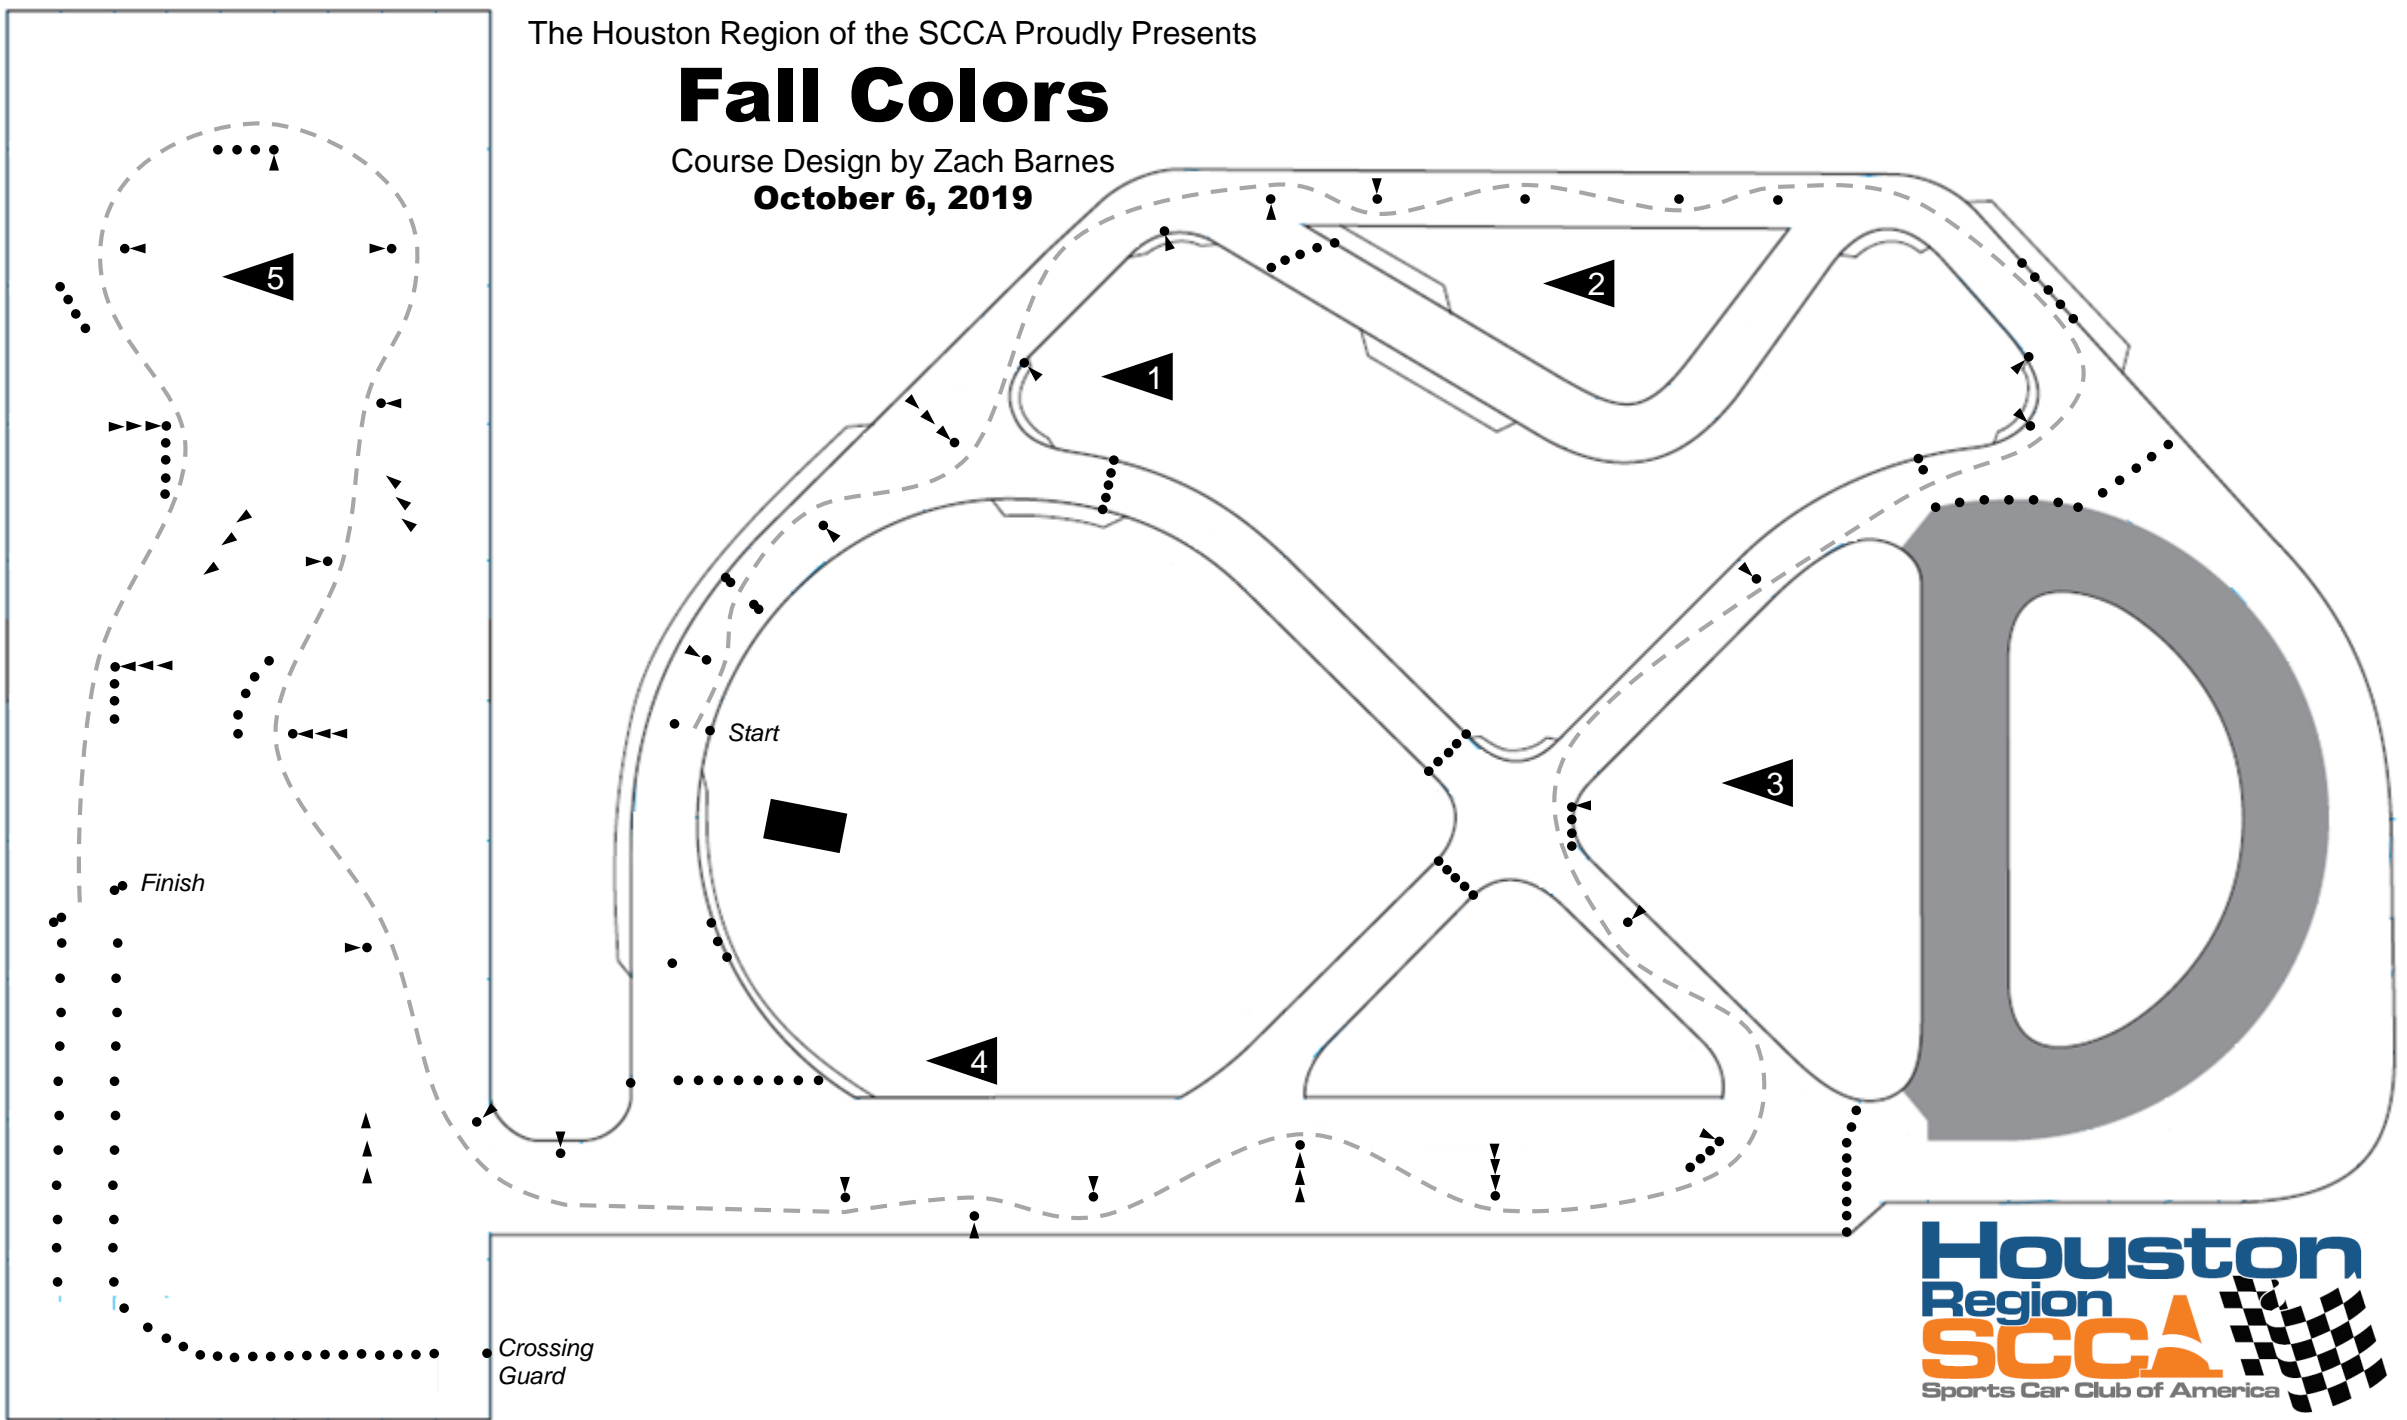 The Houston Region of the SCCA Proudly Presents
Fall Colors
Course Design by Zach Barnes
October 6, 2019
5
2
1
Start
3
Finish
4
Crossing
Guard
Houston
Region
SCCA
Sports Car Club of America